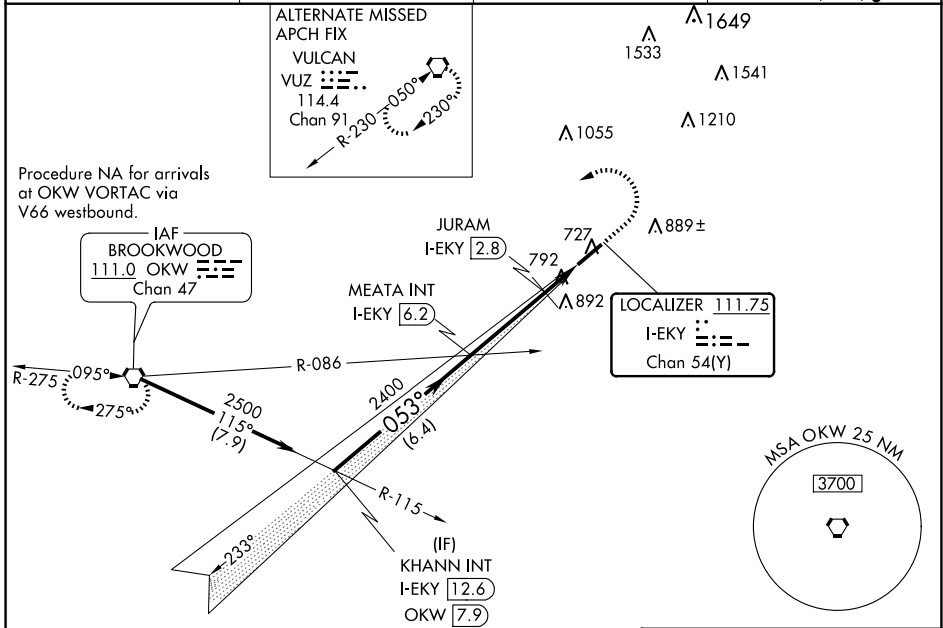 ALTERNATE MISSED
APCH FIX
VULCAN
VUZ
114.4
Chan 91
R-230
050°
230°
1649
1533
1541
1210
1055
Procedure NA for arrivals
at OKW VORTAC via
V66 westbound.
IAF
BROOKWOOD
111.0 OKW
Chan 47
JURAM
I-EKY 2.8
727
889±
792
892
MEATA INT
I-EKY 6.2
LOCALIZER 111.75
I-EKY
Chan 54(Y)
R-275
095°
275°
R-086
2500
115°
(7.9)
2400
053°
(6.4)
R-115
233°
(IF)
KHANN INT
I-EKY 12.6
OKW 7.9
MSA OKW 25 NM
3700